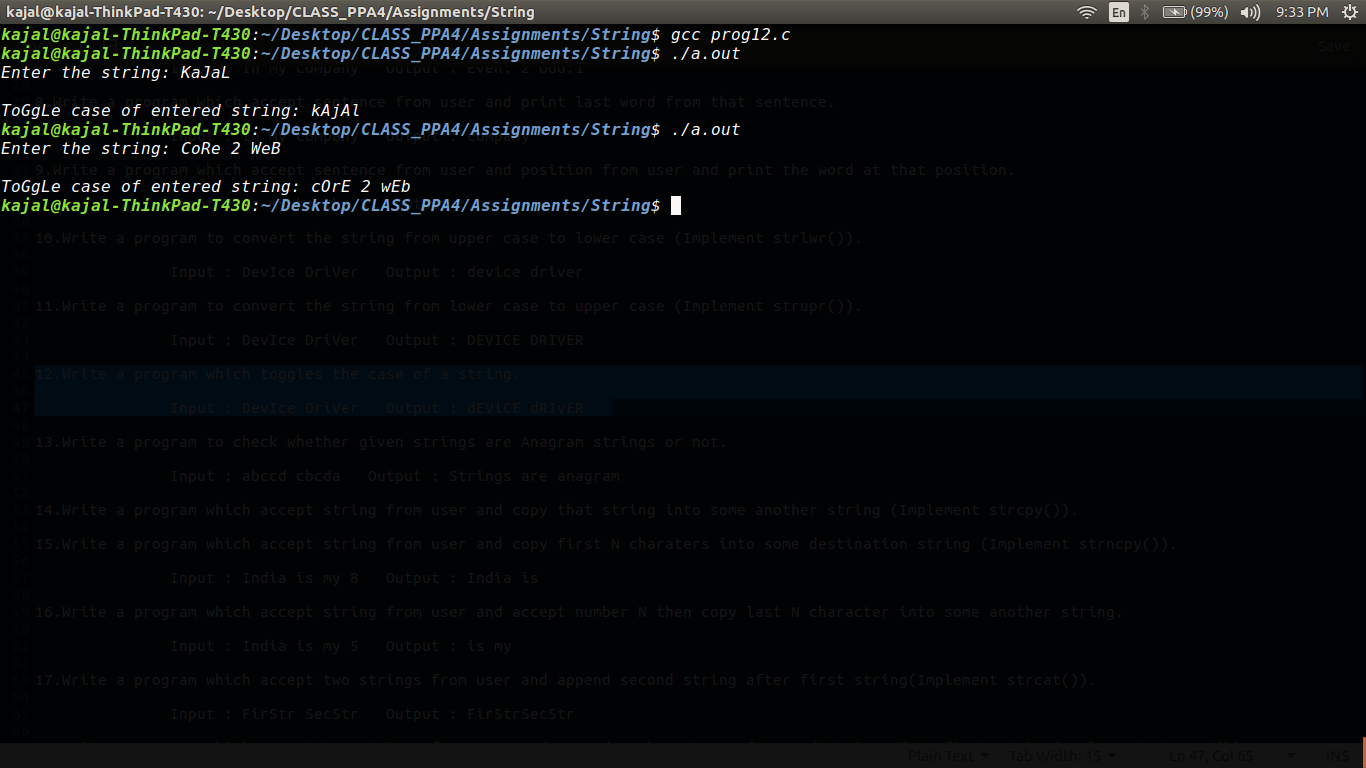 kajal@kajal-ThinkPad-T430: ~/Desktop/CLASS_PPA4/Assignments/String En (99%) 9:33 PM
kajal@kajal-ThinkPad-T430:~/Desktop/CLASS_PPA4/Assignments/String$ gcc prog12.c
Save
kajal@kajal-ThinkPad-T430:~/Desktop/CLASS_PPA4/Assignments/String$ ./a.out
In My Company Output : Even: 2 Odd:1
Enter the string: KaJaL
Write a program which accept sentence from user and print last word from that sentence.
ToGgLe case of entered string: kAjAl
kajal@kajal-ThinkPad-T430:~/Desktop/CLASS_PPA4/Assignments/String$ ./a.out
Enter the string: CoRe 2 WeB
9.Write a program which accept sentence from user and position from user and print the word at that position.
ToGgLe case of entered string: cOrE 2 wEb
kajal@kajal-ThinkPad-T430:~/Desktop/CLASS_PPA4/Assignments/String$
10.Write a program to convert the string from upper case to lower case (Implement strlwr()).
Input : DevIce DriVer Output : device driver
11.Write a program to convert the string from lower case to upper case (Implement strupr()).
Input : DevIce DriVer Output : DEVICE DRIVER
12.Write a program which toggles the case of a string.
Input : DevIce DriVer Output : dEViCE dRIvER
13.Write a program to check whether given strings are Anagram strings or not.
Input : abccd cbcda Output : Strings are anagram
14.Write a program which accept string from user and copy that string into some another string (Implement strcpy()).
15.Write a program which accept string from user and copy first N charaters into some destination string (Implement strncpy()).
Input : India is my 8 Output : India is
16.Write a program which accept string from user and accept number N then copy last N character into some another string.
Input : India is my 5 Output : is my
17.Write a program which accept two strings from user and append second string after first string(Implement strcat()).
Input : FirStr SecStr Output : FirStrSecStr
Plain Text Tab Width: 15 Ln 47, Col 65 INS